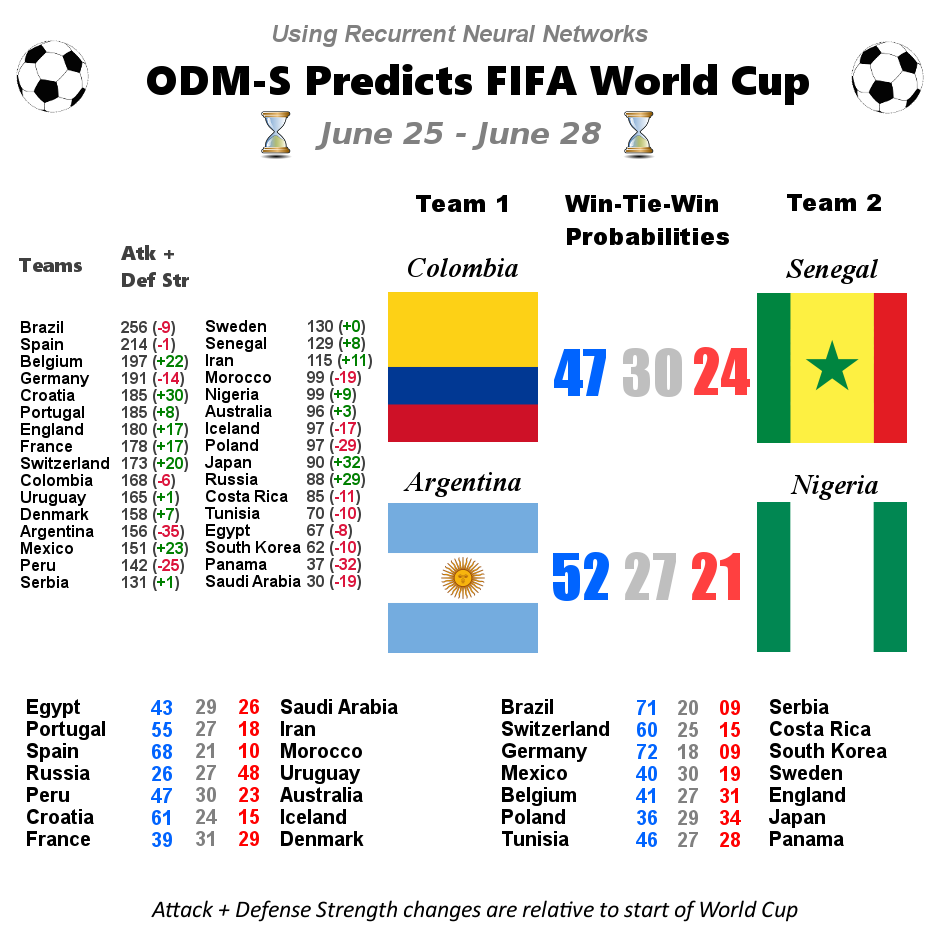 Using Recurrent Neural Networks
ODM-S Predicts FIFA World Cup
June 25 - June 28
Team 1
Win-Tie-Win
Probabilities
Team 2
Teams
Atk +
Def Str
Brazil 256 (-9)
Spain 214 (-1)
Belgium 197 (+22)
Germany 191 (-14)
Croatia 185 (+30)
Portugal 185 (+8)
England 180 (+17)
France 178 (+17)
Switzerland 173 (+20)
Colombia 168 (-6)
Uruguay 165 (+1)
Denmark 158 (+7)
Argentina 156 (-35)
Mexico 151 (+23)
Peru 142 (-25)
Serbia 131 (+1)
Sweden 130 (+0)
Senegal 129 (+8)
Iran 115 (+11)
Morocco 99 (-19)
Nigeria 99 (+9)
Australia 96 (+3)
Iceland 97 (-17)
Poland 97 (-29)
Japan 90 (+32)
Russia 88 (+29)
Costa Rica 85 (-11)
Tunisia 70 (-10)
Egypt 67 (-8)
South Korea 62 (-10)
Panama 37 (-32)
Saudi Arabia 30 (-19)
Colombia
47 30 24
Senegal
Argentina
52 27 21
Nigeria
Egypt 43 29 26 Saudi Arabia
Portugal 55 27 18 Iran
Spain 68 21 10 Morocco
Russia 26 27 48 Uruguay
Peru 47 30 23 Australia
Croatia 61 24 15 Iceland
France 39 31 29 Denmark
Brazil 71 20 09 Serbia
Switzerland 60 25 15 Costa Rica
Germany 72 18 09 South Korea
Mexico 40 30 19 Sweden
Belgium 41 27 31 England
Poland 36 29 34 Japan
Tunisia 46 27 28 Panama
Attack + Defense Strength changes are relative to start of World Cup